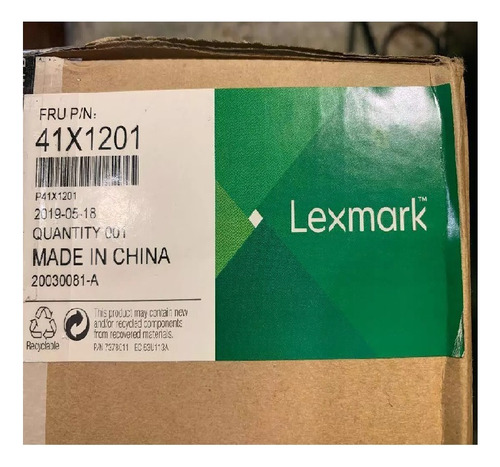 FRU P/N:
41X1201
P41X1201
2019-05-18
QUANTITY 001
MADE IN CHINA
20030081-A
Lexmark™
Recyclable
This product may contain new
and/or recycled components
from recovered materials.